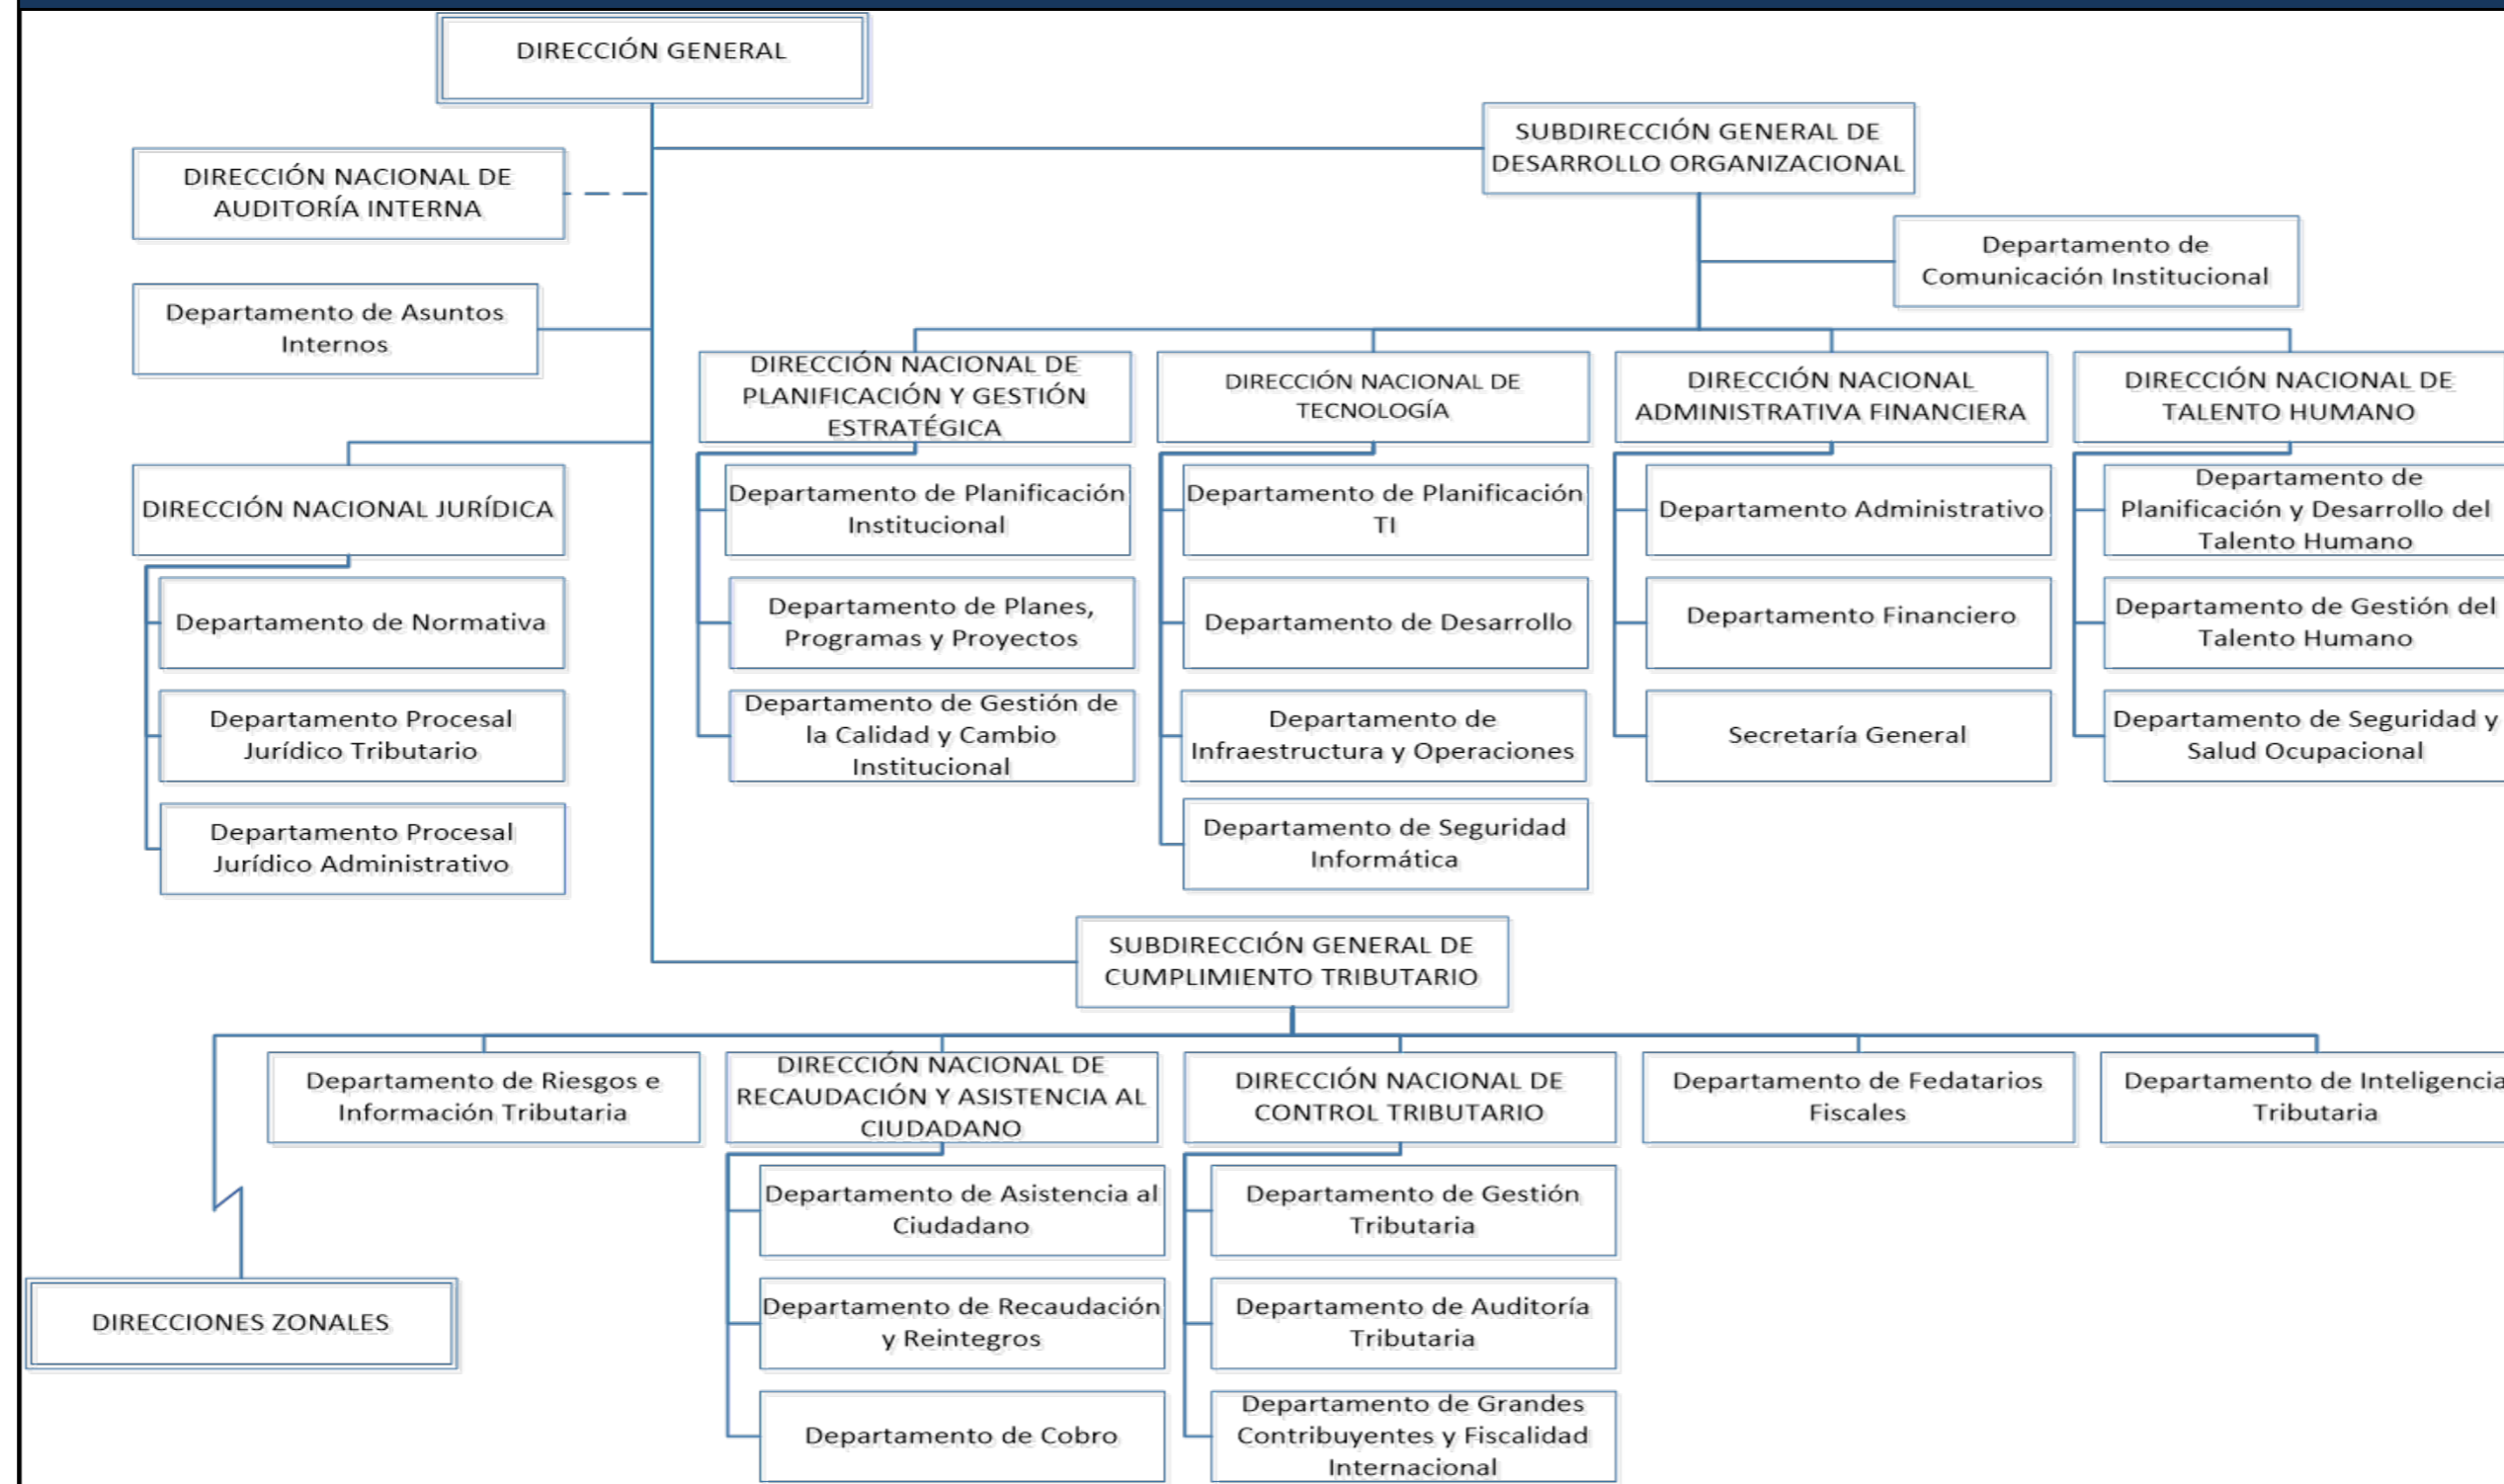 DIRECCIÓN GENERAL
SUBDIRECCIÓN GENERAL DE
DESARROLLO ORGANIZACIONAL
DIRECCIÓN NACIONAL DE
AUDITORÍA INTERNA
Departamento de
Comunicación Institucional
Departamento de Asuntos
Internos
DIRECCIÓN NACIONAL DE
PLANIFICACIÓN Y GESTIÓN
ESTRATÉGICA
DIRECCIÓN NACIONAL DE
TECNOLOGÍA
DIRECCIÓN NACIONAL
ADMINISTRATIVA FINANCIERA
DIRECCIÓN NACIONAL DE
TALENTO HUMANO
DIRECCIÓN NACIONAL JURÍDICA
Departamento de Normativa
Departamento Procesal
Jurídico Tributario
Departamento Procesal
Jurídico Administrativo
Departamento de Planificación
Institucional
Departamento de Planes,
Programas y Proyectos
Departamento de Gestión de
la Calidad y Cambio
Institucional
Departamento de Planificación
TI
Departamento de Desarrollo
Departamento de
Infraestructura y Operaciones
Departamento de Seguridad
Informática
Departamento Administrativo
Departamento Financiero
Secretaría General
Departamento de
Planificación y Desarrollo del
Talento Humano
Departamento de Gestión del
Talento Humano
Departamento de Seguridad y
Salud Ocupacional
SUBDIRECCIÓN GENERAL DE
CUMPLIMIENTO TRIBUTARIO
Departamento de Riesgos e
Información Tributaria
DIRECCIÓN NACIONAL DE
RECAUDACIÓN Y ASISTENCIA AL
CIUDADANO
DIRECCIÓN NACIONAL DE
CONTROL TRIBUTARIO
Departamento de Fedatarios
Fiscales
Departamento de Inteligencia
Tributaria
Departamento de Asistencia al
Ciudadano
Departamento de Recaudación
y Reintegros
Departamento de Cobro
Departamento de Gestión
Tributaria
Departamento de Auditoría
Tributaria
Departamento de Grandes
Contribuyentes y Fiscalidad
Internacional
DIRECCIONES ZONALES